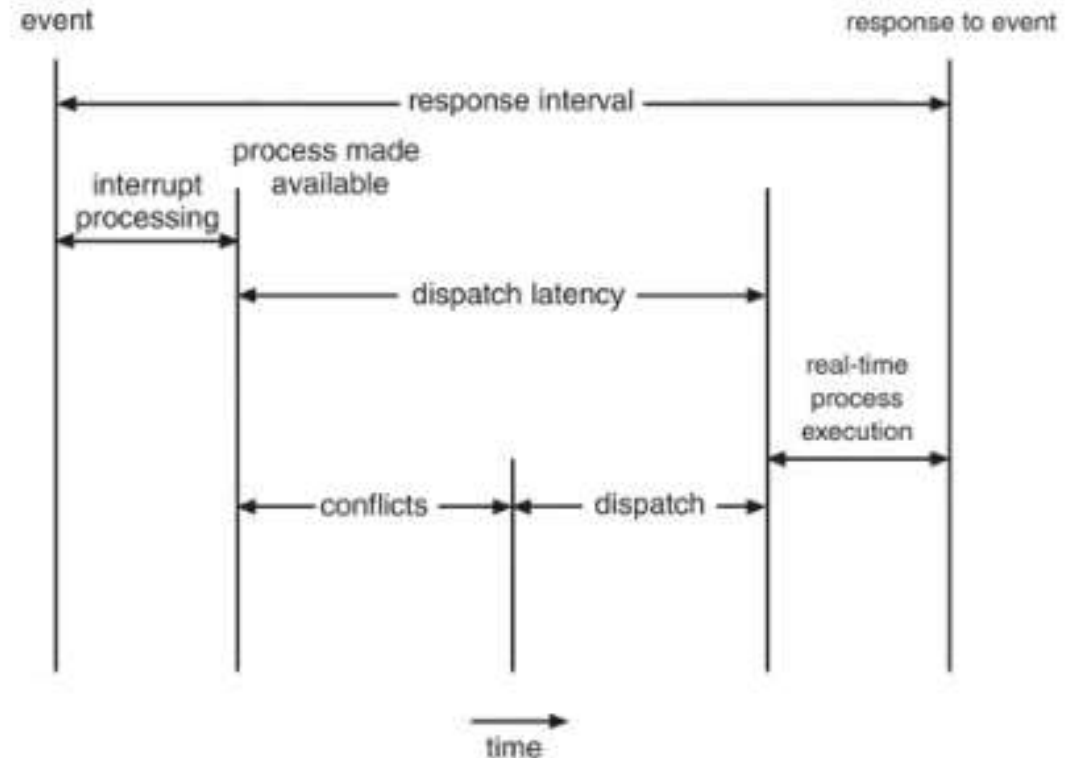 event
response to event
response interval
process made
available
interrupt
processing
dispatch latency
real-time
process
execution
conflicts
dispatch
time